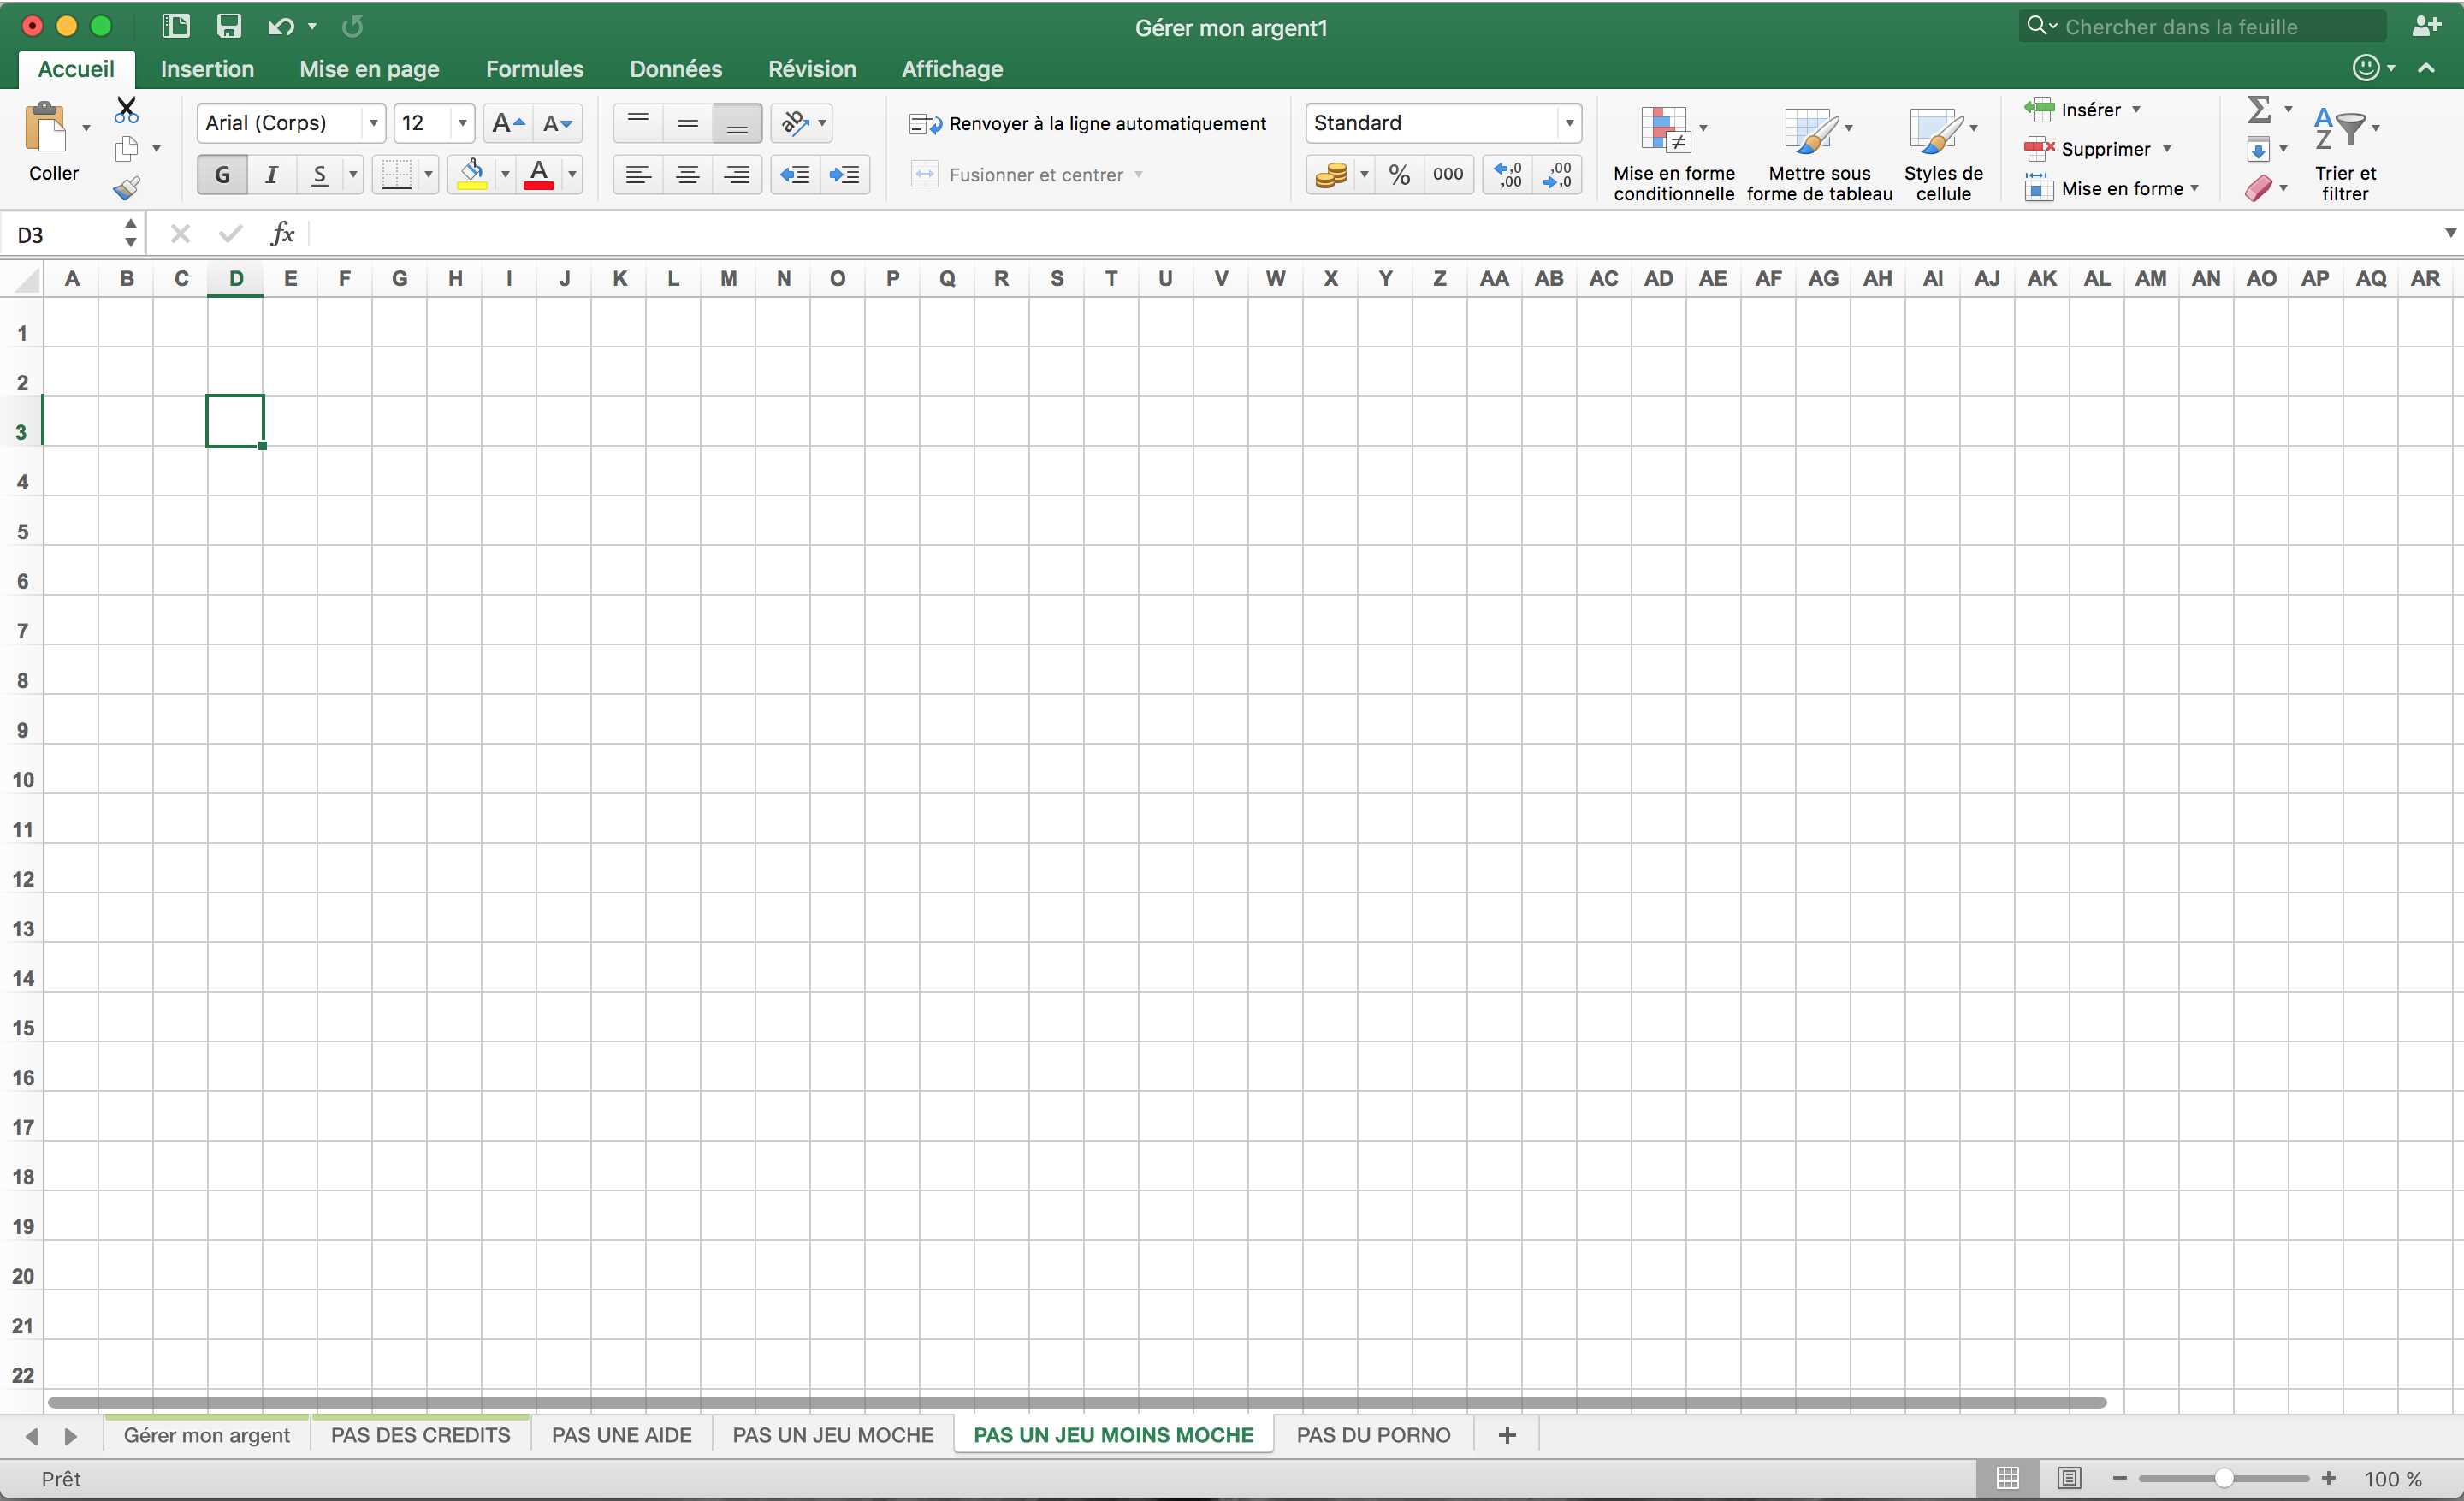 Gérer mon argent1
Chercher dans la feuille
Accueil Insertion Mise en page Formules Données Révision Affichage
Coller
Arial (Corps) 12 A A
G I S A
ab
Renvoyer à la ligne automatiquement
Fusionner et centrer
Standard
% 000 ,0 ,00 ,00 ,0
Mise en forme conditionnelle
Mettre sous forme de tableau
Styles de cellule
Insérer
Supprimer
Mise en forme
Σ
A Z
Trier et filtrer
D3 fx
A B C D E F G H I J K L M N O P Q R S T U V W X Y Z AA AB AC AD AE AF AG AH AI AJ AK AL AM AN AO AP AQ AR
1
2
3
4
5
6
7
8
9
10
11
12
13
14
15
16
17
18
19
20
21
22
Gérer mon argent PAS DES CREDITS PAS UNE AIDE PAS UN JEU MOCHE PAS UN JEU MOINS MOCHE PAS DU PORNO +
Prêt
100 %